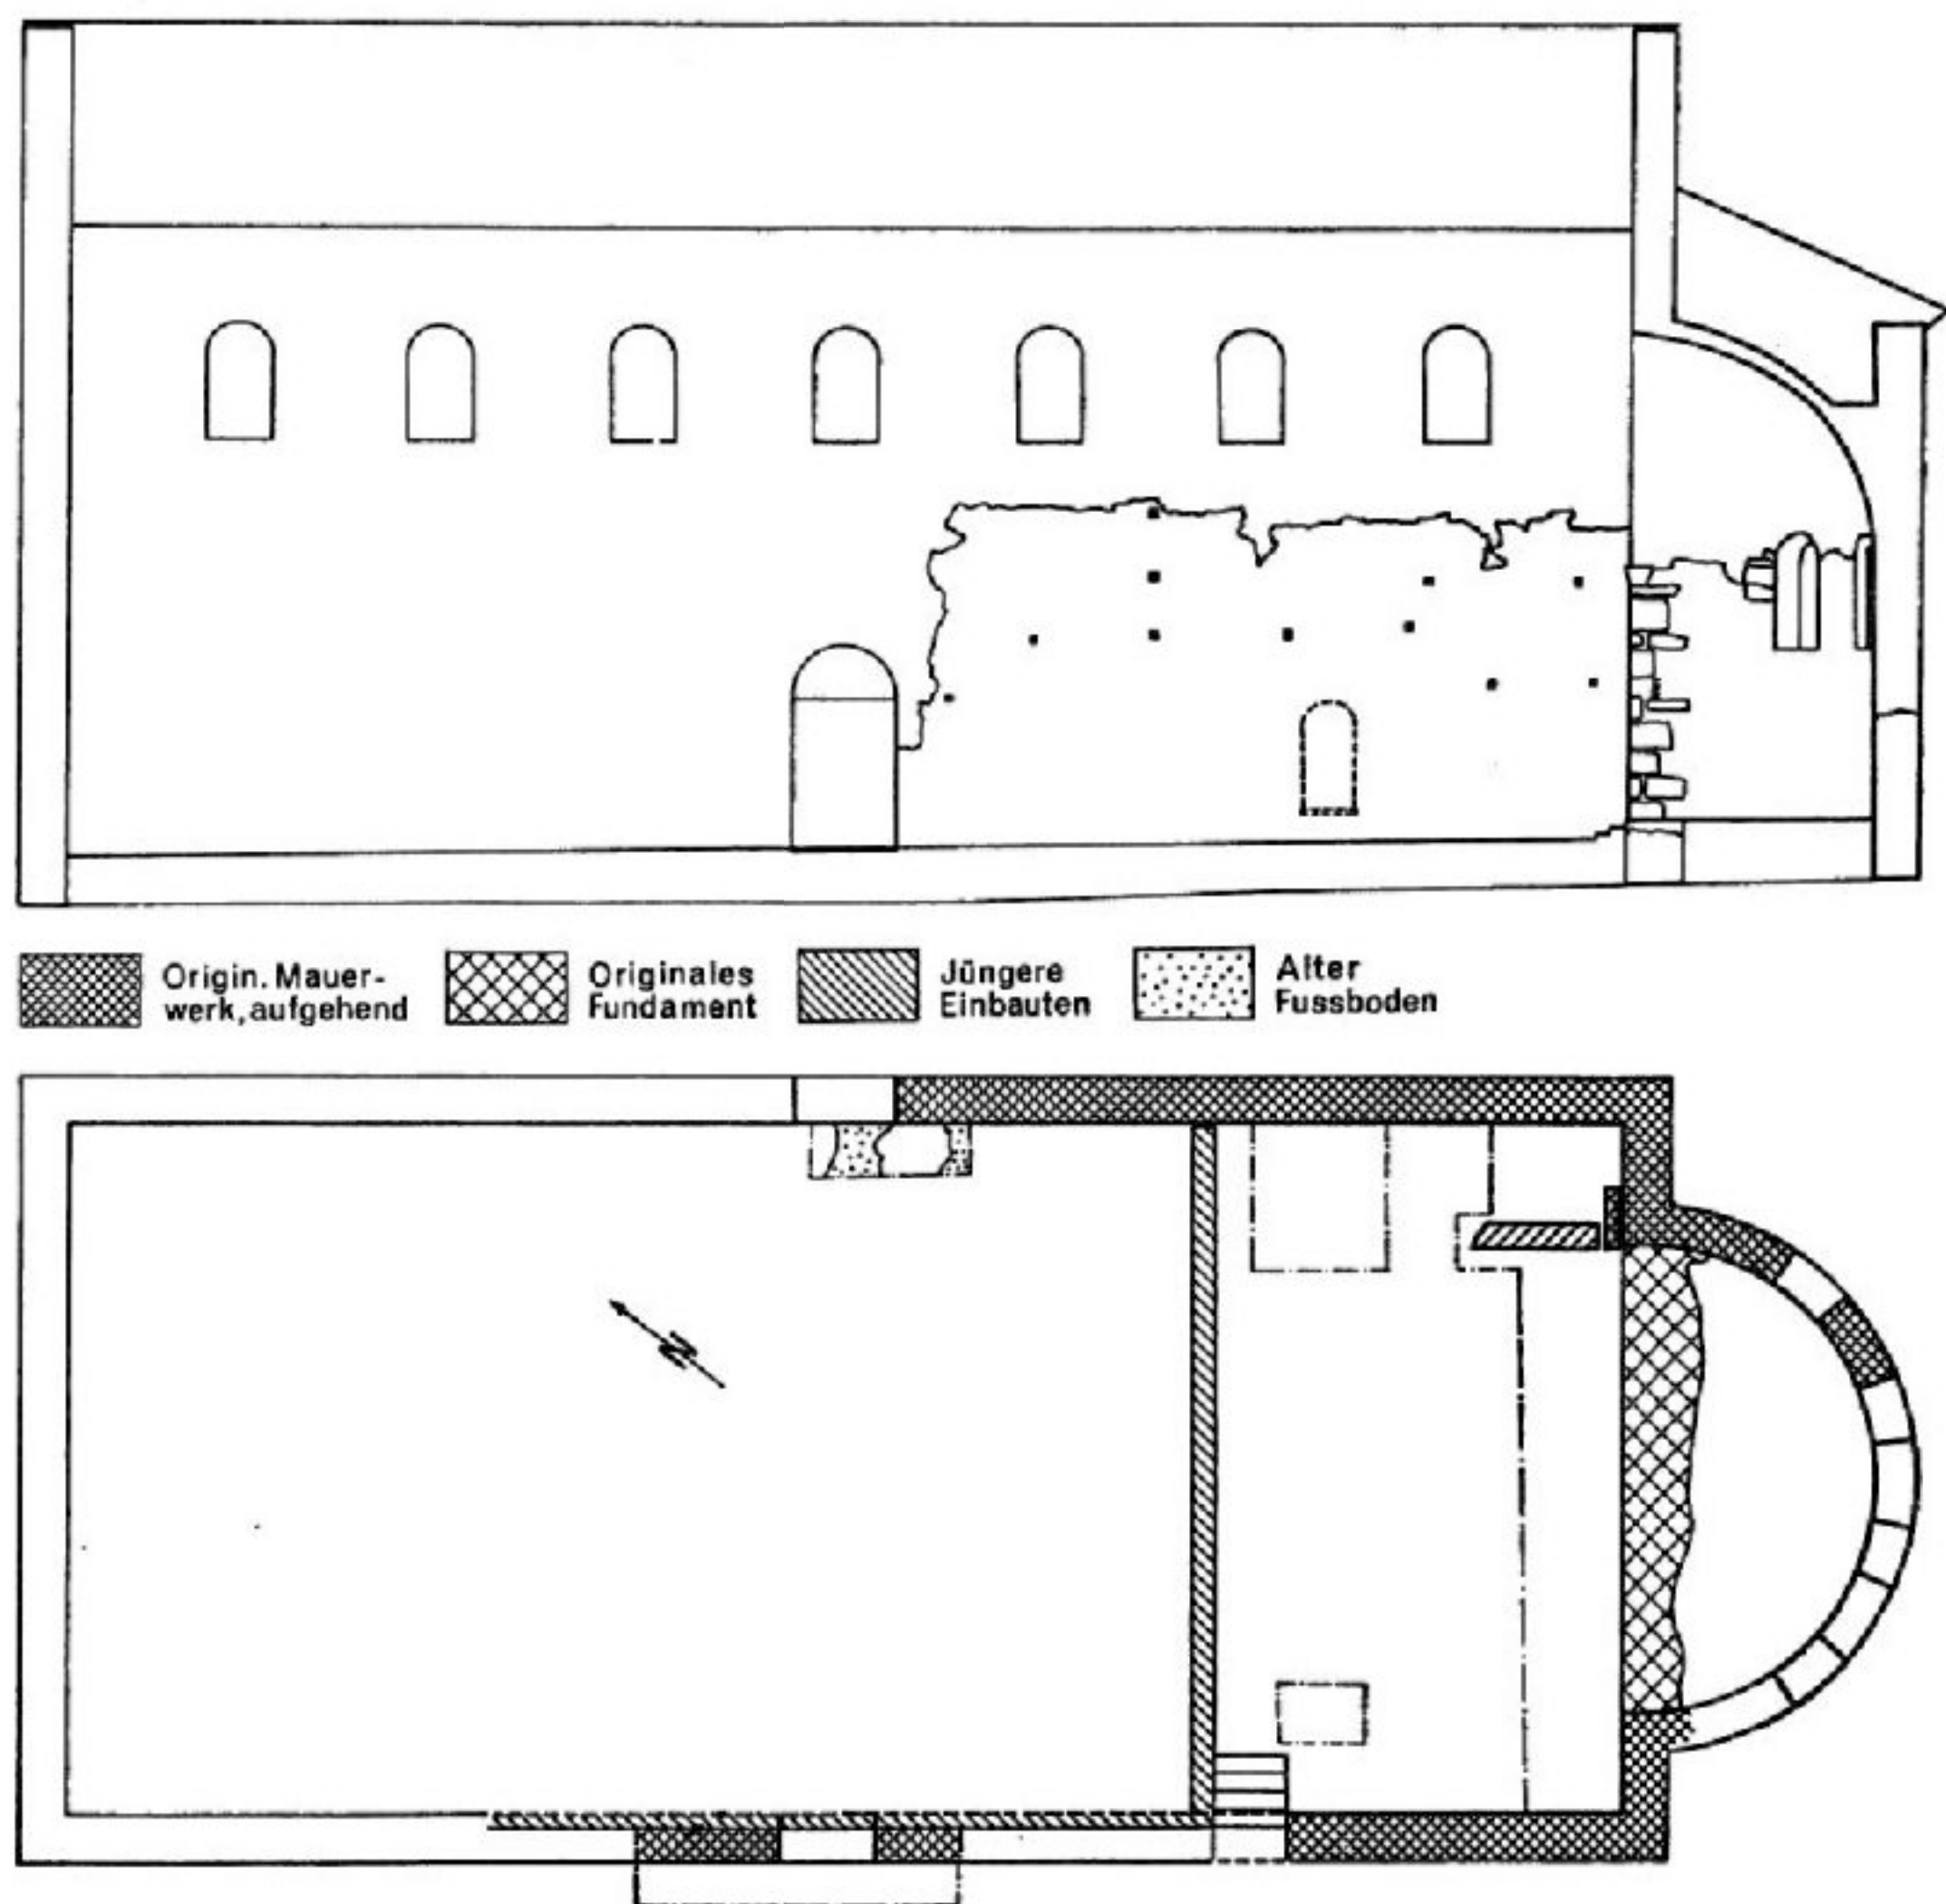 Origin. Mauer-
werk, aufgehend
Originales
Fundament
Jüngere
Einbauten
Alter
Fussboden
N